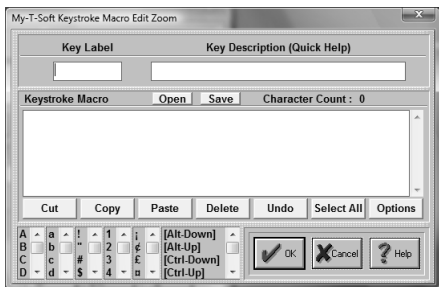 My-T-Soft Keystroke Macro Edit Zoom
Key Label Key Description (Quick Help)
Keystroke Macro Open Save Character Count : 0
Cut Copy Paste Delete Undo Select All Options
A a ! 1 ¡ [Alt-Down]
B b " 2 ¢ [Alt-Up]
C c # 3 £ [Ctrl-Down]
D d $ 4 ¤ [Ctrl-Up]
OK Cancel ? Help